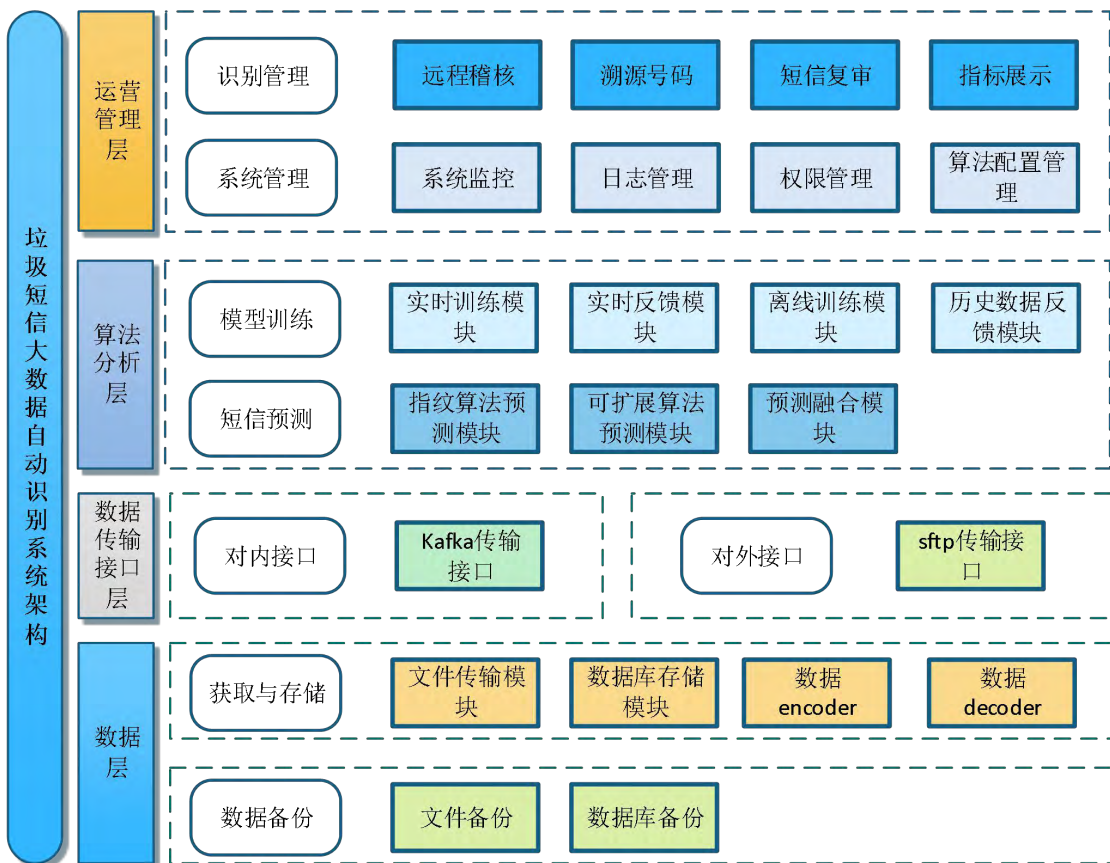 垃圾短信大数据自动识别系统架构
运营
管理
层
识别管理
远程稽核
溯源号码
短信复审
指标展示
系统管理
系统监控
日志管理
权限管理
算法配置管
理
算法
分析
层
模型训练
实时训练模
块
实时反馈模
块
离线训练模
块
历史数据反
馈模块
短信预测
指纹算法预
测模块
可扩展算法
预测模块
预测融合模
块
数据
传输
接口
层
对内接口
Kafka传输
接口
对外接口
sftp传输接
口
数据
层
获取与存储
文件传输模
块
数据库存储
模块
数据
encoder
数据
decoder
数据备份
文件备份
数据库备份